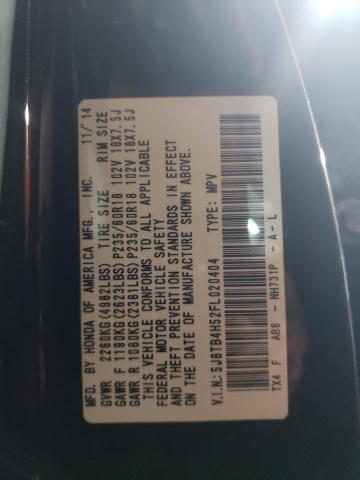 MFD. BY HONDA OF AMERICA MFG., INC. 11/'14
GVWR 2260KG(4982LBS) TIRE SIZE RIM SIZE
GAWR F 1190KG(2623LBS)P235/60R18 102V 18X7.5J
GAWR R 1080KG(2381LBS)P235/60R18 102V 18X7.5J
THIS VEHICLE CONFORMS TO ALL APPLICABLE
FEDERAL MOTOR VEHICLE SAFETY
AND THEFT PREVENTION STANDARDS IN EFFECT
ON THE DATE OF MANUFACTURE SHOWN ABOVE.
V.I.N:5J8TB4H52FL020404 TYPE: MPV
TX4 F AB6 - NH731P - A - L